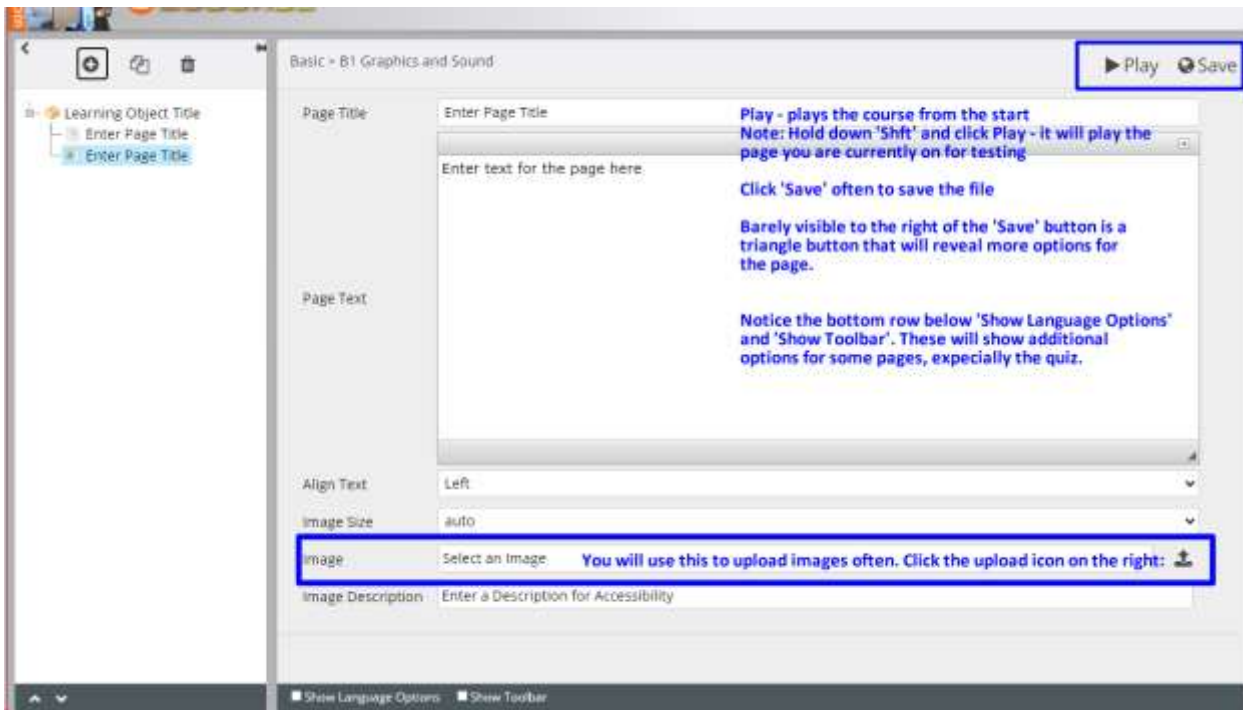 Basic > B1 Graphics and Sound
Play
Save
Learning Object Title
Enter Page Title
Enter Page Title
Page Title
Enter Page Title
Play - plays the course from the start
Note: Hold down 'Shft' and click Play - it will play the
page you are currently on for testing
Enter text for the page here
Click 'Save' often to save the file
Barely visible to the right of the 'Save' button is a
triangle button that will reveal more options for
the page.
Page Text
Notice the bottom row below 'Show Language Options'
and 'Show Toolbar'. These will show additional
options for some pages, expecially the quiz.
Align Text
Left
Image Size
auto
Image
Select an Image
You will use this to upload images often. Click the upload icon on the right:
Image Description
Enter a Description for Accessibility
Show Language Options
Show Toolbar